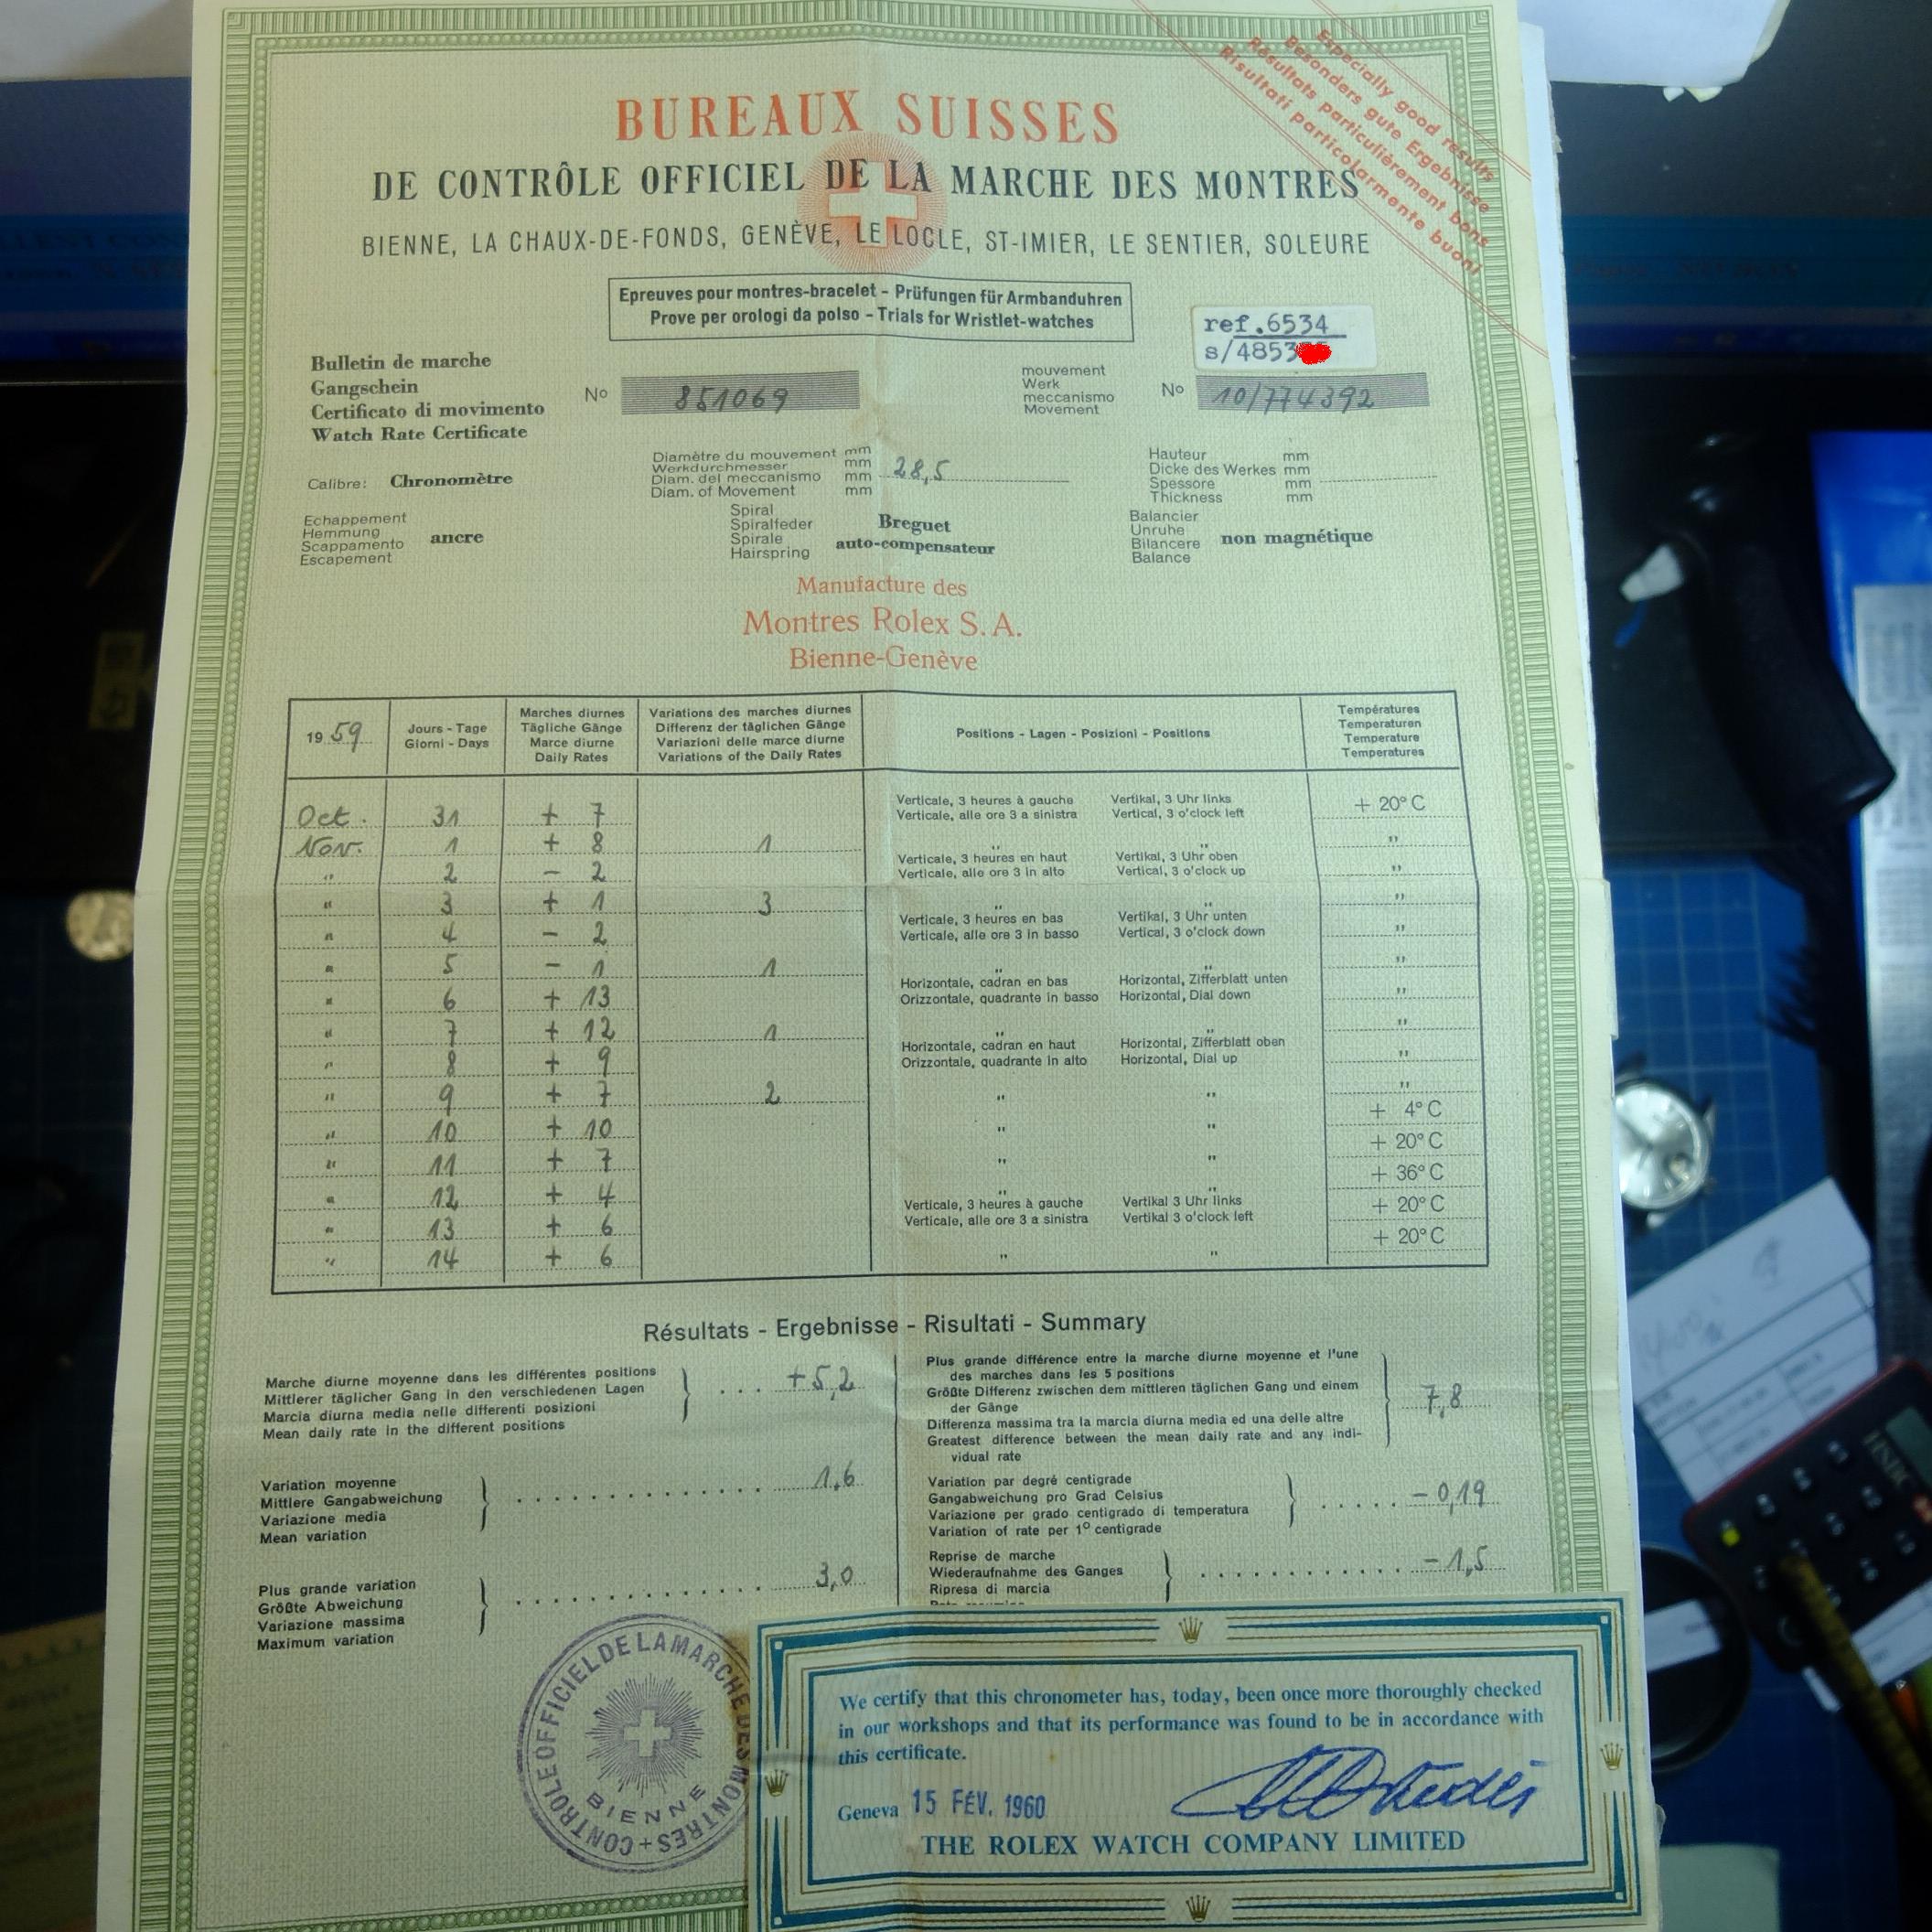 Especially good results
Besonders gute Ergebnisse
Résultats particulièrement bons
Risultati particolarmente buoni
BUREAUX SUISSES
DE CONTRÔLE OFFICIEL DE LA MARCHE DES MONTRES
BIENNE, LA CHAUX-DE-FONDS, GENÈVE, LE LOCLE, ST-IMIER, LE SENTIER, SOLEURE
Epreuves pour montres-bracelet - Prüfungen für Armbanduhren
Prove per orologi da polso - Trials for Wristlet-watches
ref.6534
s/4853
Bulletin de marche
Gangschein
Certificato di movimento
Watch Rate Certificate
No 851069
mouvement
Werk
meccanismo
Movement
No 10/774392
Calibre: Chronomètre
Diamètre du mouvement mm
Werkdurchmesser mm
Diam. del meccanismo mm
Diam. of Movement mm
28,5
Hauteur mm
Dicke des Werkes mm
Spessore mm
Thickness mm
Echappement
Hemmung
Scappamento
Escapement
ancre
Spiral
Spiralfeder
Spirale
Hairspring
Breguet
auto-compensateur
Balancier
Unruhe
Bilancere
Balance
non magnétique
Manufacture des
Montres Rolex S.A.
Bienne-Genève
19 59
Jours - Tage
Giorni - Days
Marches diurnes
Tägliche Gänge
Marce diurne
Daily Rates
Variations des marches diurnes
Differenz der täglichen Gänge
Variazioni delle marce diurne
Variations of the Daily Rates
Positions - Lagen - Posizioni - Positions
Températures
Temperaturen
Temperature
Temperatures
Oct. 31 + 7
Verticale, 3 heures à gauche Vertikal, 3 Uhr links
Verticale, alle ore 3 a sinistra Vertical, 3 o'clock left
+ 20° C
Nov. 1 + 8 1 " " "
" 2 - 2
Verticale, 3 heures en haut Vertikal, 3 Uhr oben
Verticale, alle ore 3 in alto Vertical, 3 o'clock up
"
" 3 + 1 3 " " "
" 4 - 2
Verticale, 3 heures en bas Vertikal, 3 Uhr unten
Verticale, alle ore 3 in basso Vertical, 3 o'clock down
"
" 5 - 1 1 " " "
" 6 + 13
Horizontale, cadran en bas Horizontal, Zifferblatt unten
Orizzontale, quadrante in basso Horizontal, Dial down
"
" 7 + 12 1 " " "
" 8 + 9
Horizontale, cadran en haut Horizontal, Zifferblatt oben
Orizzontale, quadrante in alto Horizontal, Dial up
"
" 9 + 7 2 " " "
" 10 + 10 " " + 4° C
" 11 + 7 " " + 20° C
" 12 + 4 " " + 36° C
" 13 + 6
Verticale, 3 heures à gauche Vertikal 3 Uhr links
Verticale, alle ore 3 a sinistra Vertikal 3 o'clock left
+ 20° C
" 14 + 6 " " + 20° C
Résultats - Ergebnisse - Risultati - Summary
Marche diurne moyenne dans les différentes positions
Mittlerer täglicher Gang in den verschiedenen Lagen
Marcia diurna media nelle differenti posizioni
Mean daily rate in the different positions
+5,2
Plus grande différence entre la marche diurne moyenne et l'une
des marches dans les 5 positions
Größte Differenz zwischen dem mittleren täglichen Gang und einem
der Gänge
Differenza massima tra la marcia diurna media ed una delle altre
Greatest difference between the mean daily rate and any indi-
vidual rate
7,8
Variation moyenne
Mittlere Gangabweichung
Variazione media
Mean variation
1,6
Variation par degré centigrade
Gangabweichung pro Grad Celsius
Variazione per grado centigrado di temperatura
Variation of rate per 1° centigrade
-0,19
Plus grande variation
Größte Abweichung
Variazione massima
Maximum variation
3,0
Reprise de marche
Wiederaufnahme des Ganges
Ripresa di marcia
-1,5
CONTROLE OFFICIEL DE LA MARCHE DES MONTRES +
BIENNE
We certify that this chronometer has, today, been once more thoroughly checked
in our workshops and that its performance was found to be in accordance with
this certificate.
Geneva 15 FÉV. 1960
THE ROLEX WATCH COMPANY LIMITED
HSBC